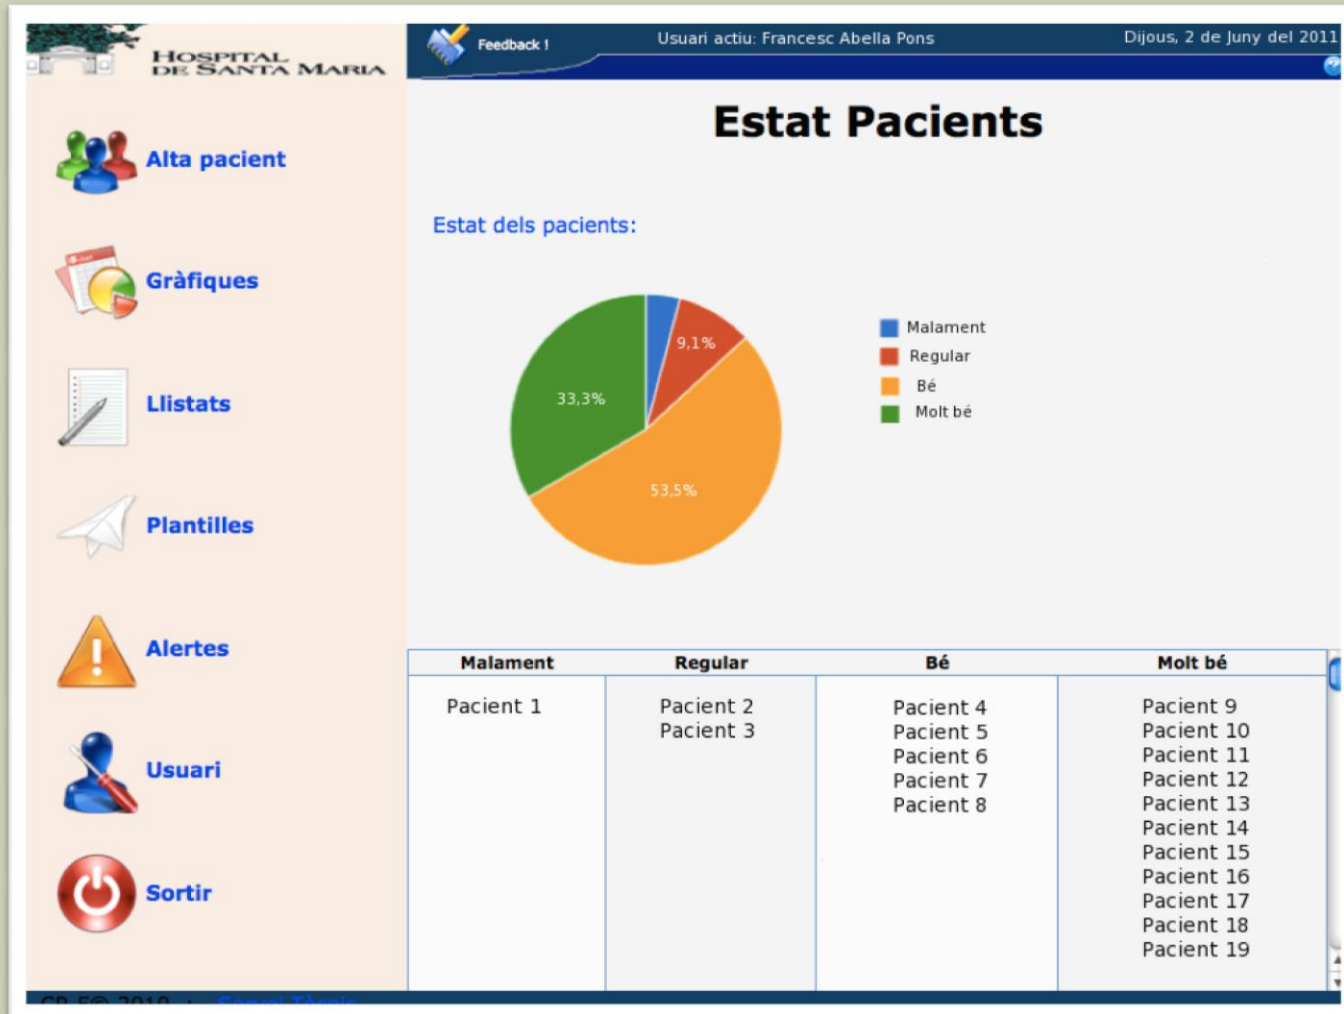 HOSPITAL
DE SANTA MARIA
Feedback !
Usuari actiu: Francesc Abella Pons
Dijous, 2 de Juny del 2011
Alta pacient
Gràfiques
Llistats
Plantilles
Alertes
Usuari
Sortir
Estat Pacients
Estat dels pacients:
9,1%
33,3%
53,5%
Malament
Regular
Bé
Molt bé
Malament Regular Bé Molt bé
Pacient 1
Pacient 2
Pacient 3
Pacient 4
Pacient 5
Pacient 6
Pacient 7
Pacient 8
Pacient 9
Pacient 10
Pacient 11
Pacient 12
Pacient 13
Pacient 14
Pacient 15
Pacient 16
Pacient 17
Pacient 18
Pacient 19